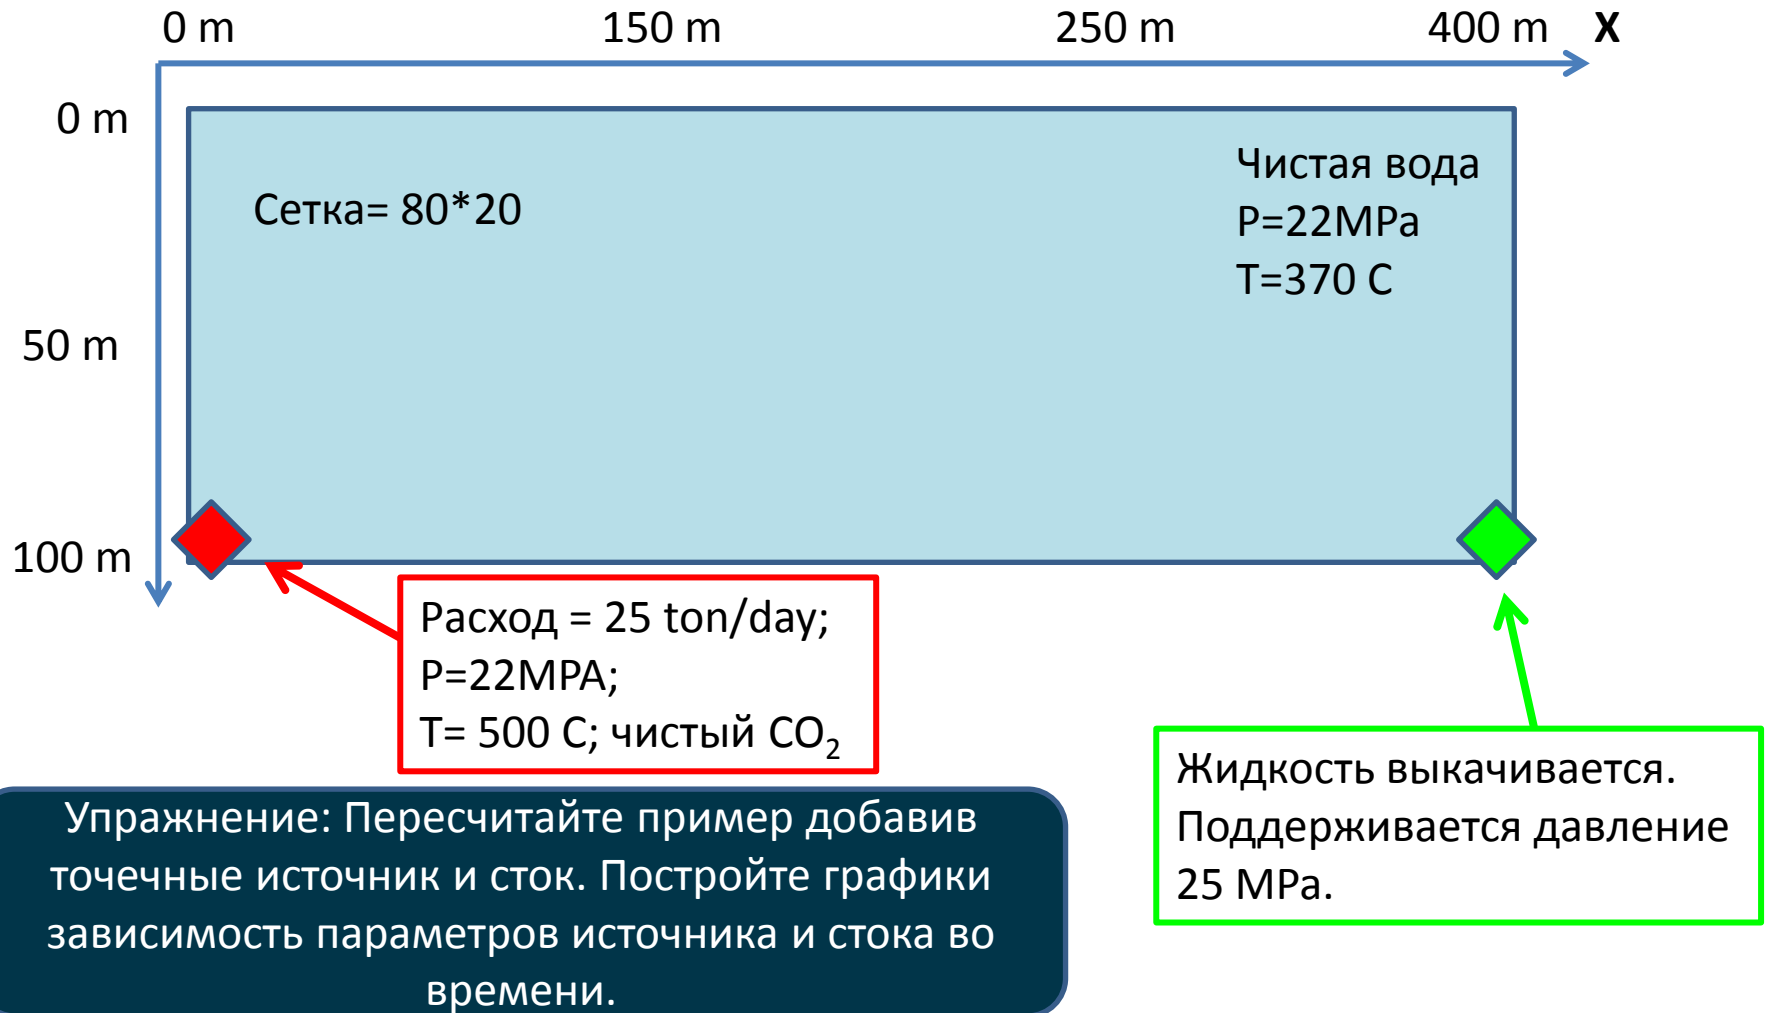 0 m 150 m 250 m 400 m X
0 m
Чистая вода
P=22MPa
T=370 C
Сетка= 80*20
50 m
100 m
Расход = 25 ton/day;
P=22MPA;
T= 500 C; чистый CO₂
Жидкость выкачивается.
Поддерживается давление
25 MPa.
Упражнение: Пересчитайте пример добавив
точечные источник и сток. Постройте графики
зависимость параметров источника и стока во
времени.